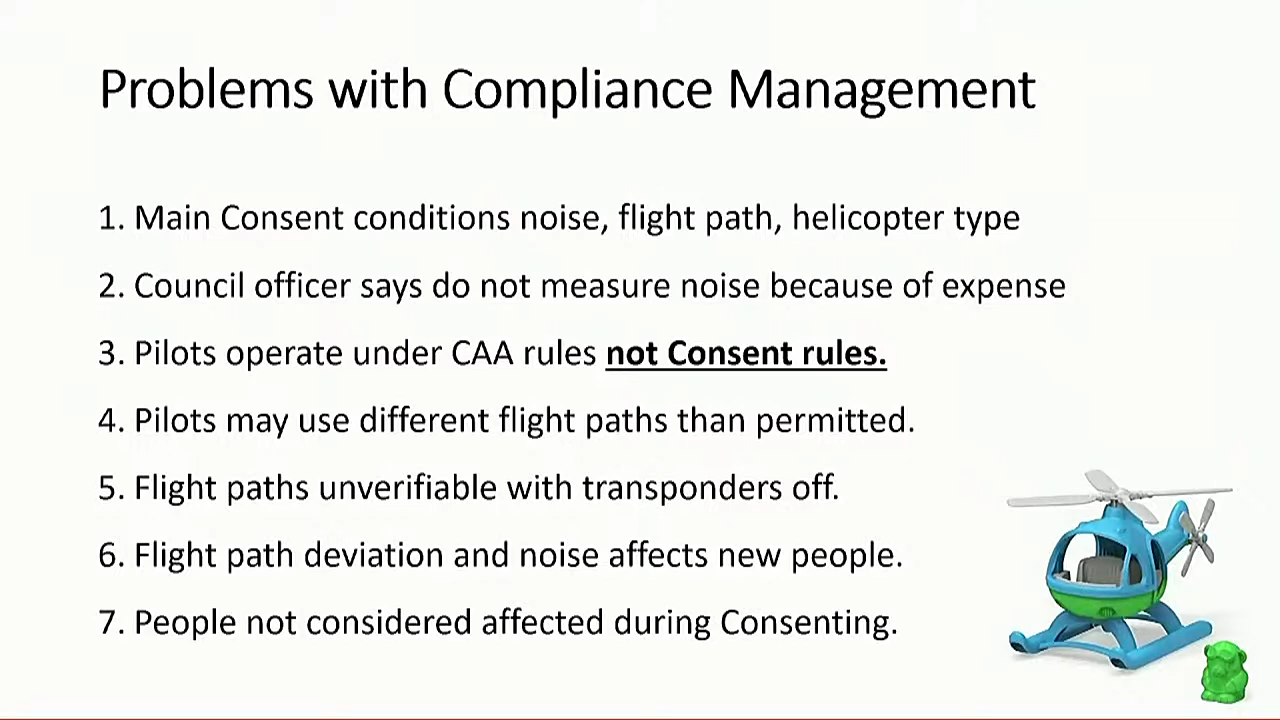 Problems with Compliance Management
1. Main Consent conditions noise, flight path, helicopter type
2. Council officer says do not measure noise because of expense
3. Pilots operate under CAA rules not Consent rules.
4. Pilots may use different flight paths than permitted.
5. Flight paths unverifiable with transponders off.
6. Flight path deviation and noise affects new people.
7. People not considered affected during Consenting.